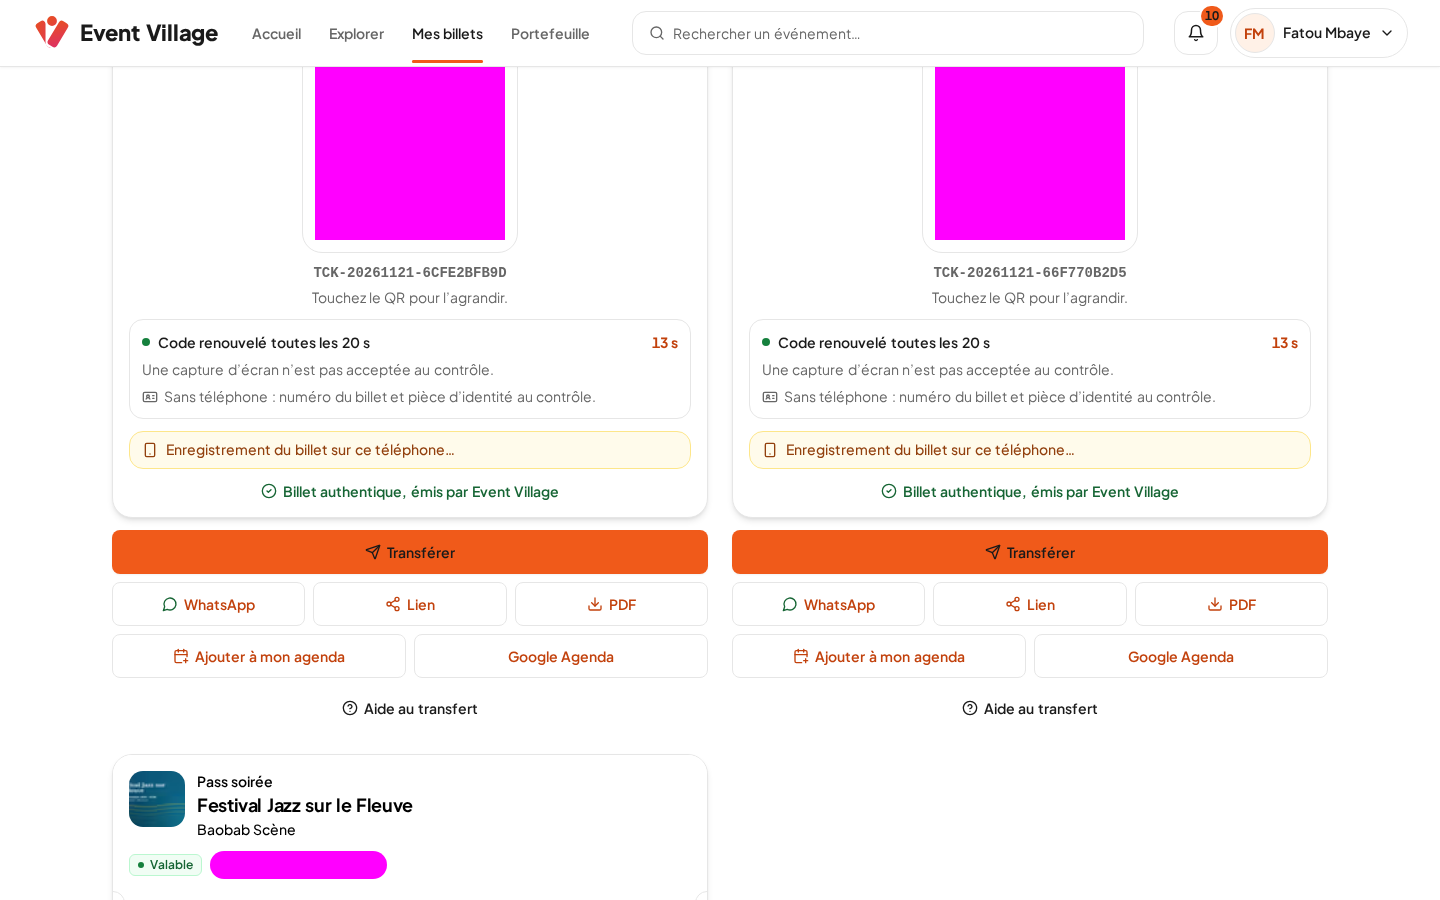 Event Village
Accueil
Explorer
Mes billets
Portefeuille
Rechercher un événement…
10
FM
Fatou Mbaye
TCK-20261121-6CFE2BFB9D
Touchez le QR pour l’agrandir.
Code renouvelé toutes les 20 s
13 s
Une capture d’écran n’est pas acceptée au contrôle.
Sans téléphone : numéro du billet et pièce d’identité au contrôle.
Enregistrement du billet sur ce téléphone…
Billet authentique, émis par Event Village
Transférer
WhatsApp
Lien
PDF
Ajouter à mon agenda
Google Agenda
Aide au transfert
TCK-20261121-66F770B2D5
Touchez le QR pour l’agrandir.
Code renouvelé toutes les 20 s
13 s
Une capture d’écran n’est pas acceptée au contrôle.
Sans téléphone : numéro du billet et pièce d’identité au contrôle.
Enregistrement du billet sur ce téléphone…
Billet authentique, émis par Event Village
Transférer
WhatsApp
Lien
PDF
Ajouter à mon agenda
Google Agenda
Aide au transfert
Pass soirée
Festival Jazz sur le Fleuve
Baobab Scène
Valable